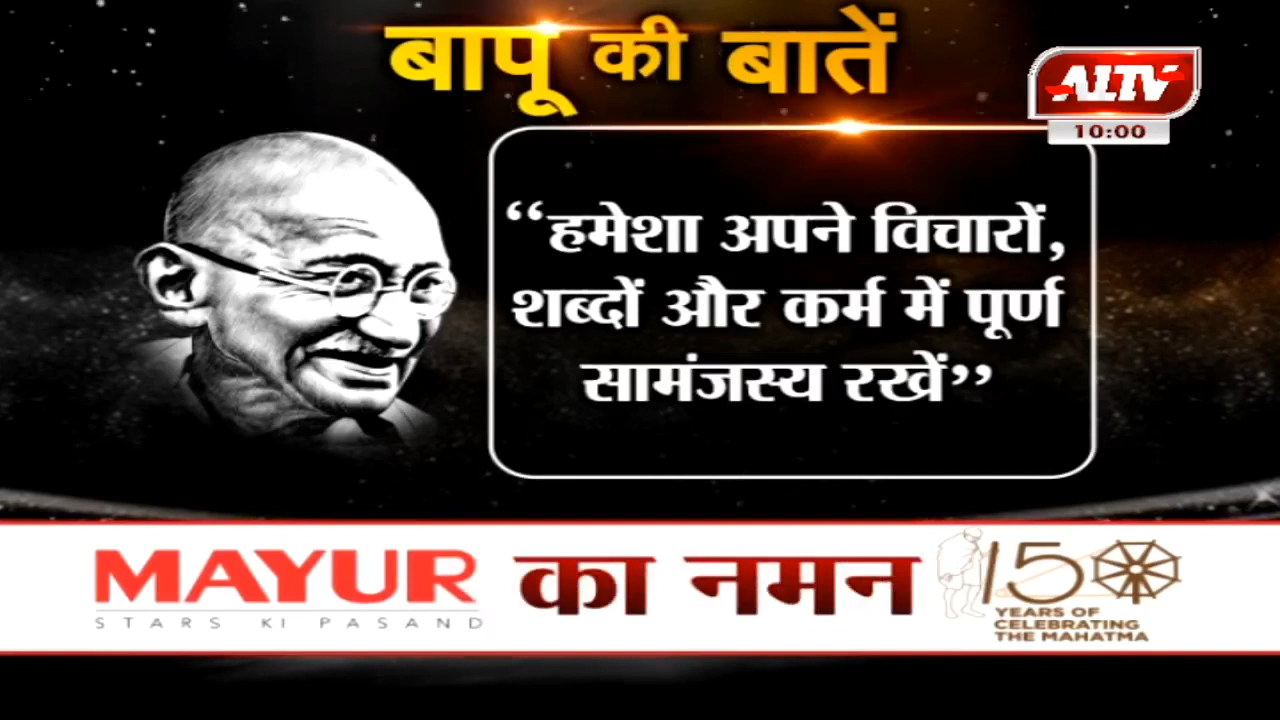 बापू की बातें
ALTV
10:00
“हमेशा अपने विचारों,
शब्दों और कर्म में पूर्ण
सामंजस्य रखें”
MAYUR का नमन
STARS KI PASAND
150
YEARS OF
CELEBRATING
THE MAHATMA